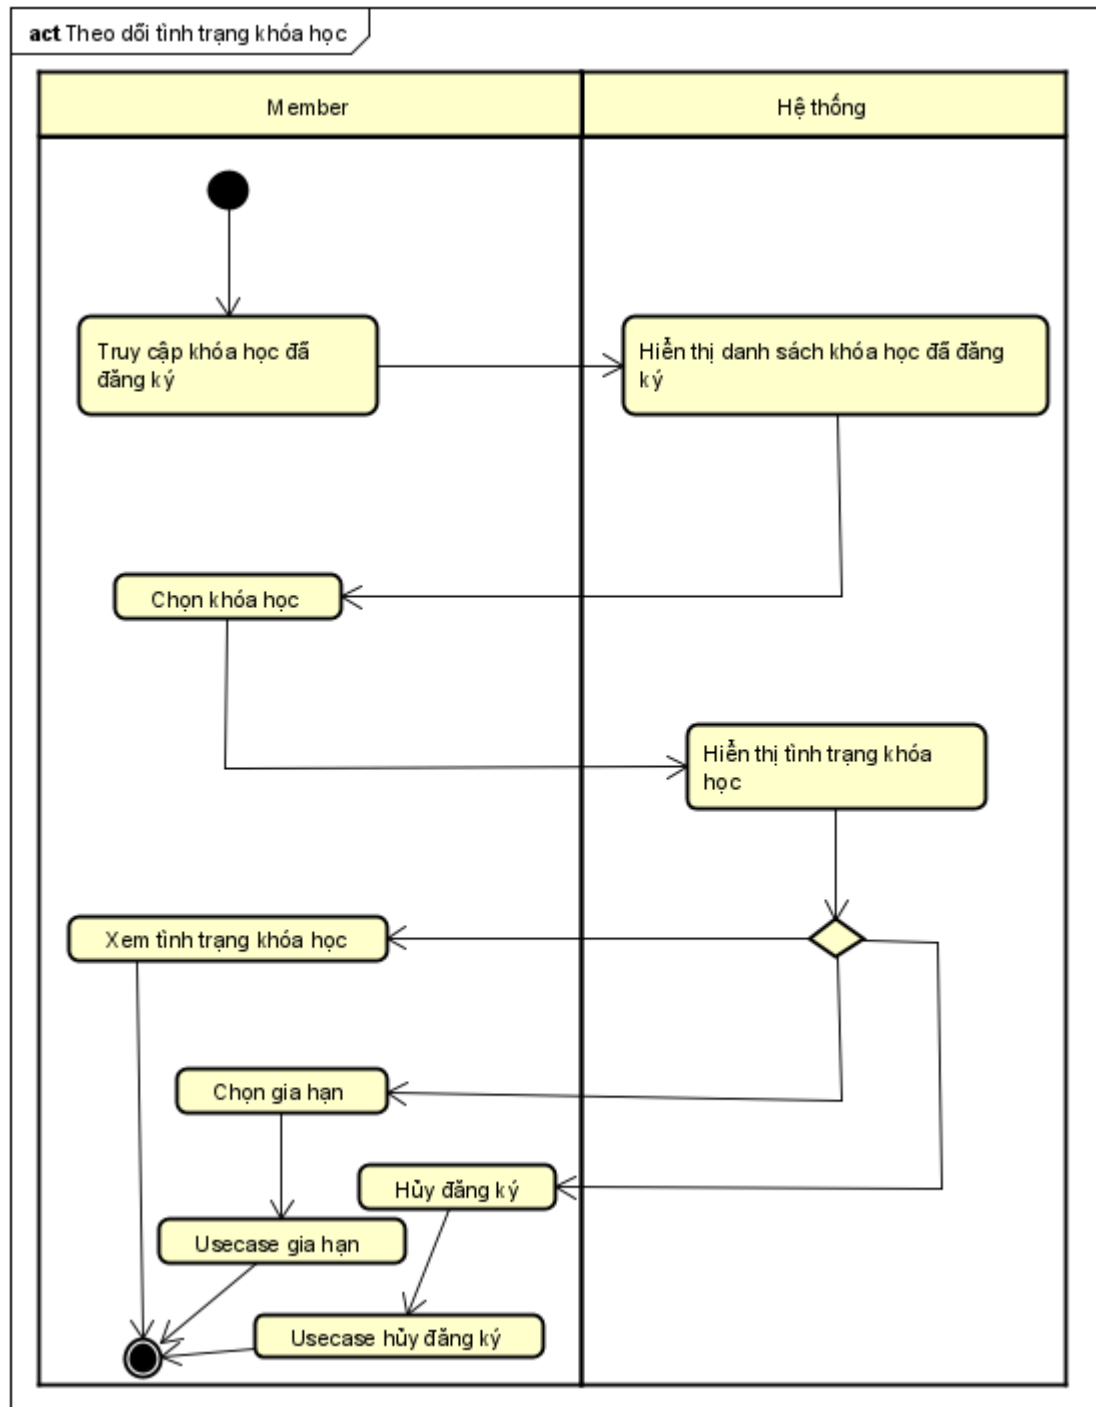 act Theo dõi tình trạng khóa học
Member
Hệ thống
Truy cập khóa học đã
đăng ký
Hiển thị danh sách khóa học đã đăng
ký
Chọn khóa học
Hiển thị tình trạng khóa
học
Xem tình trạng khóa học
Chọn gia hạn
Hủy đăng ký
Usecase gia hạn
Usecase hủy đăng ký